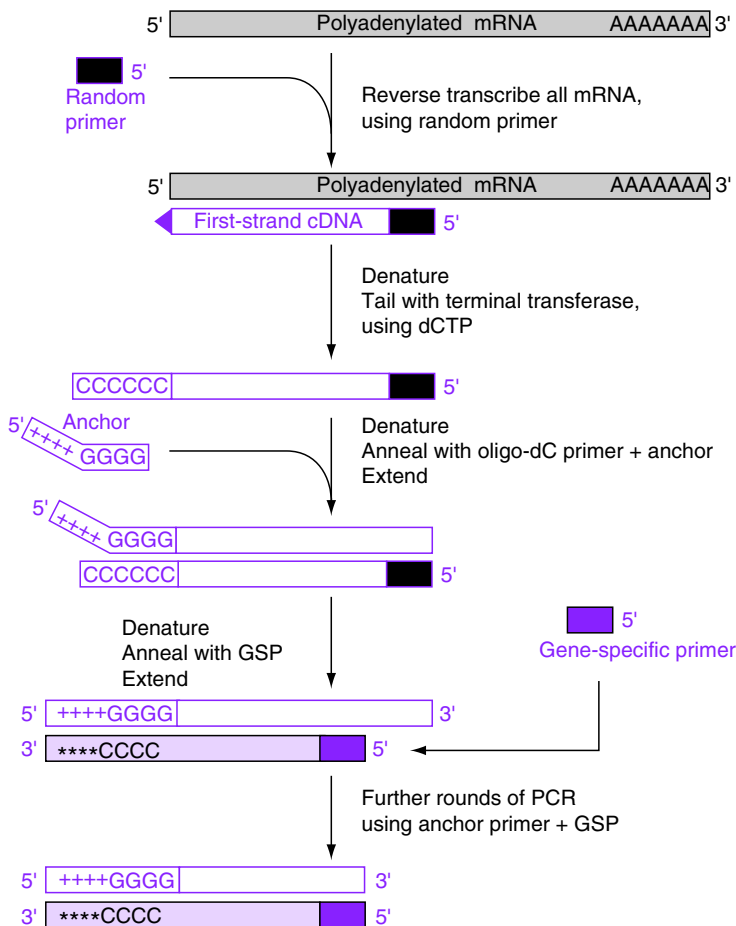 5' Polyadenylated mRNA AAAAAAA 3'
5'
Random
primer
Reverse transcribe all mRNA,
using random primer
5' Polyadenylated mRNA AAAAAAA 3'
First-strand cDNA 5'
Denature
Tail with terminal transferase,
using dCTP
CCCCCC 5'
5' Anchor
++++ GGGG
Denature
Anneal with oligo-dC primer + anchor
Extend
5' ++++ GGGG
CCCCCC 5'
Denature
Anneal with GSP
Extend
5'
Gene-specific primer
5' ++++GGGG 3'
3' ****CCCC 5'
Further rounds of PCR
using anchor primer + GSP
5' ++++GGGG 3'
3' ****CCCC 5'